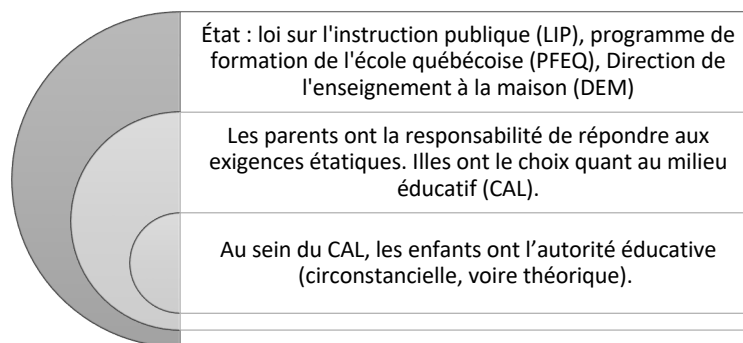 État : loi sur l'instruction publique (LIP), programme de
formation de l'école québécoise (PFEQ), Direction de
l'enseignement à la maison (DEM)
Les parents ont la responsabilité de répondre aux
exigences étatiques. Illes ont le choix quant au milieu
éducatif (CAL).
Au sein du CAL, les enfants ont l’autorité éducative
(circonstancielle, voire théorique).